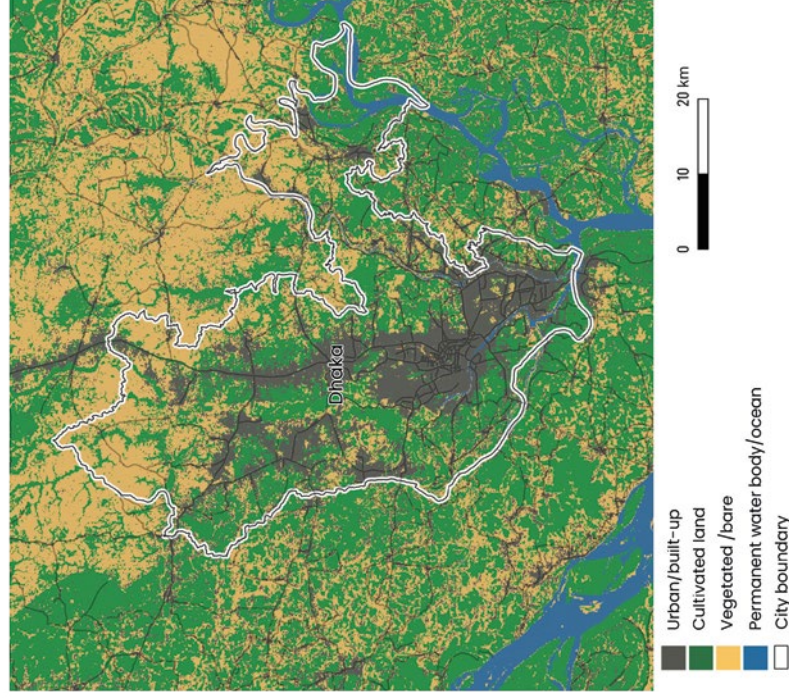 Dhaka
Urban/built-up
Cultivated land
Vegetated /bare
Permanent water body/ocean
City boundary
0 10 20 km